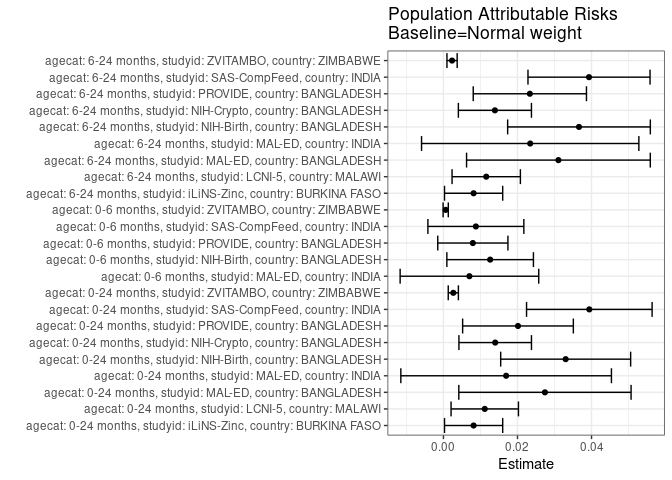 Population Attributable Risks
Baseline=Normal weight
agecat: 6-24 months, studyid: ZVITAMBO, country: ZIMBABWE
agecat: 6-24 months, studyid: SAS-CompFeed, country: INDIA
agecat: 6-24 months, studyid: PROVIDE, country: BANGLADESH
agecat: 6-24 months, studyid: NIH-Crypto, country: BANGLADESH
agecat: 6-24 months, studyid: NIH-Birth, country: BANGLADESH
agecat: 6-24 months, studyid: MAL-ED, country: INDIA
agecat: 6-24 months, studyid: MAL-ED, country: BANGLADESH
agecat: 6-24 months, studyid: LCNI-5, country: MALAWI
agecat: 6-24 months, studyid: iLiNS-Zinc, country: BURKINA FASO
agecat: 0-6 months, studyid: ZVITAMBO, country: ZIMBABWE
agecat: 0-6 months, studyid: SAS-CompFeed, country: INDIA
agecat: 0-6 months, studyid: PROVIDE, country: BANGLADESH
agecat: 0-6 months, studyid: NIH-Birth, country: BANGLADESH
agecat: 0-6 months, studyid: MAL-ED, country: INDIA
agecat: 0-24 months, studyid: ZVITAMBO, country: ZIMBABWE
agecat: 0-24 months, studyid: SAS-CompFeed, country: INDIA
agecat: 0-24 months, studyid: PROVIDE, country: BANGLADESH
agecat: 0-24 months, studyid: NIH-Crypto, country: BANGLADESH
agecat: 0-24 months, studyid: NIH-Birth, country: BANGLADESH
agecat: 0-24 months, studyid: MAL-ED, country: INDIA
agecat: 0-24 months, studyid: MAL-ED, country: BANGLADESH
agecat: 0-24 months, studyid: LCNI-5, country: MALAWI
agecat: 0-24 months, studyid: iLiNS-Zinc, country: BURKINA FASO
0.00 0.02 0.04
Estimate